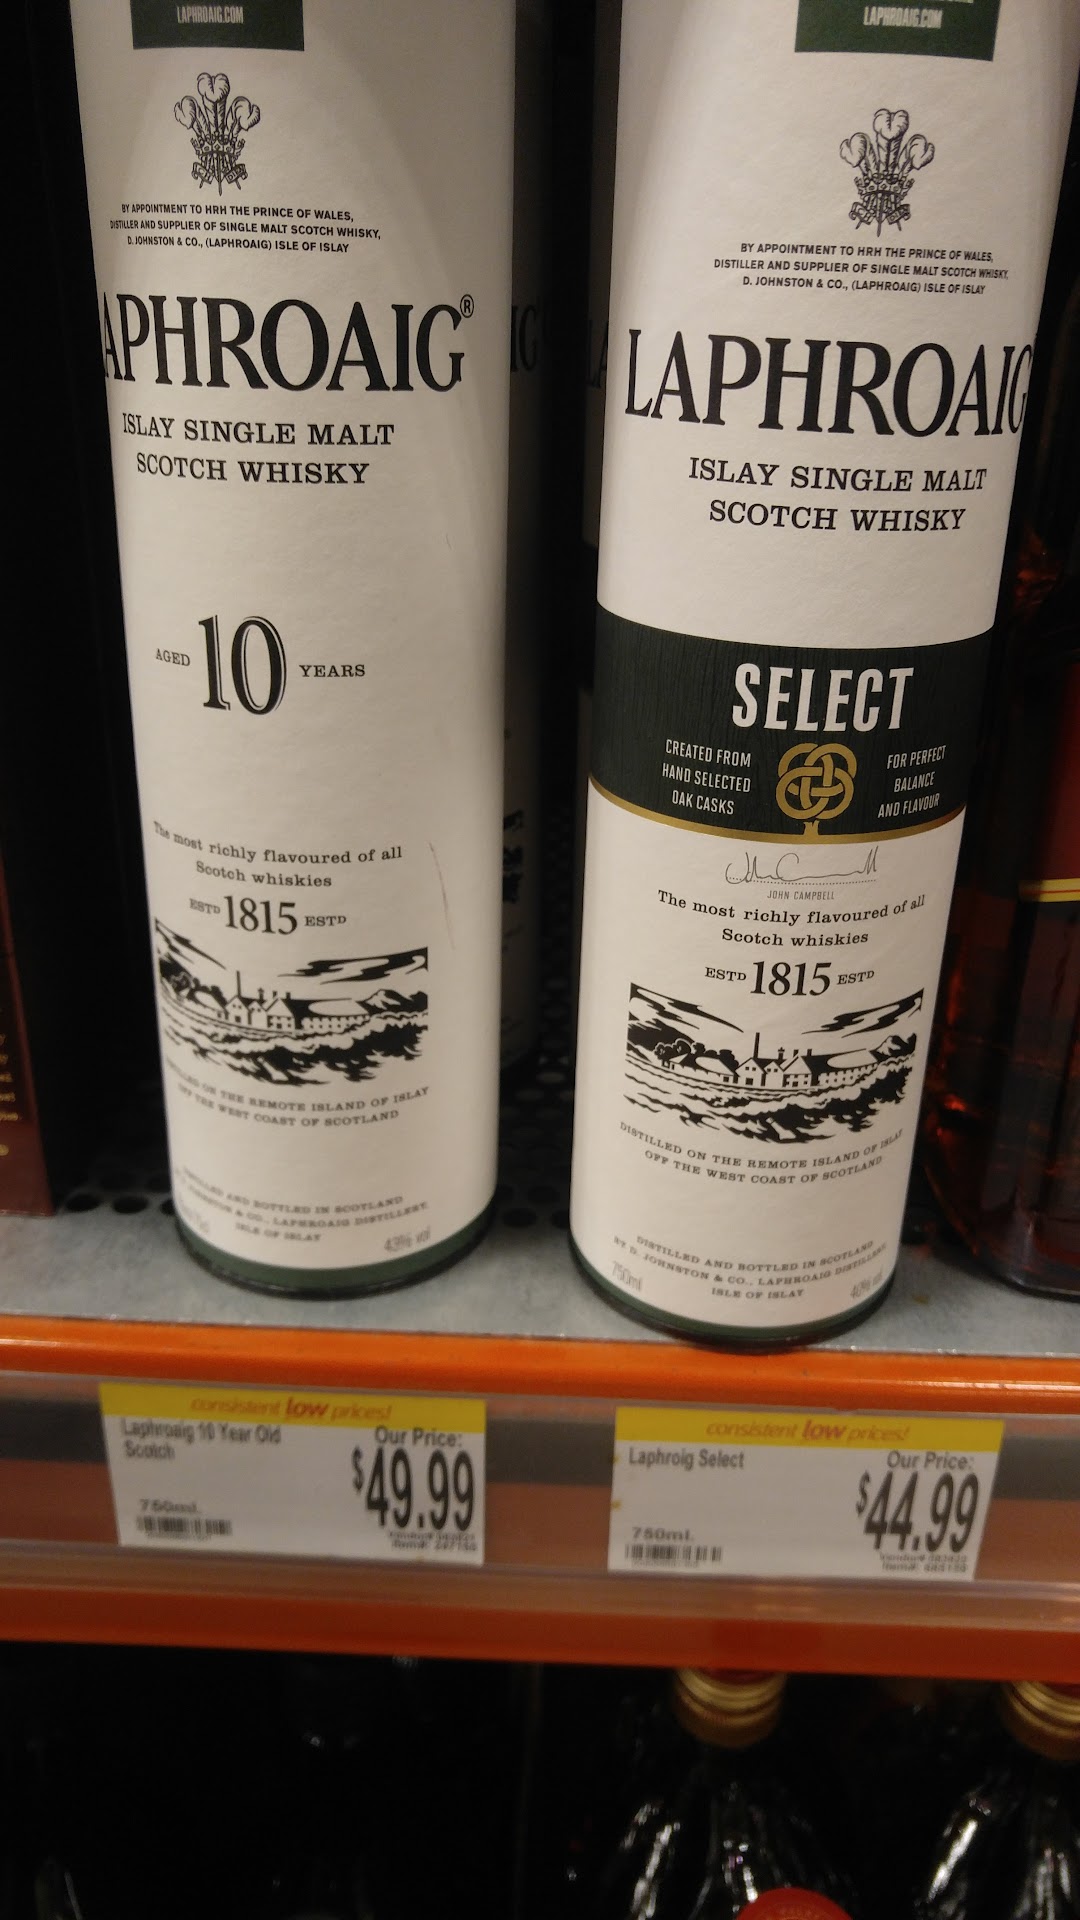 LAPHROAIG.COM
BY APPOINTMENT TO HRH THE PRINCE OF WALES,
DISTILLER AND SUPPLIER OF SINGLE MALT SCOTCH WHISKY,
D. JOHNSTON & CO., (LAPHROAIG) ISLE OF ISLAY
APHROAIG®
ISLAY SINGLE MALT
SCOTCH WHISKY
AGED 10 YEARS
The most richly flavoured of all
Scotch whiskies
ESTD 1815 ESTD
DISTILLED ON THE REMOTE ISLAND OF ISLAY
OFF THE WEST COAST OF SCOTLAND
AND BOTTLED IN SCOTLAND
JOHNSTON & CO., LAPHROAIG DISTILLERY,
ISLE OF ISLAY
43% vol
LAPHROAIG.COM
BY APPOINTMENT TO HRH THE PRINCE OF WALES,
DISTILLER AND SUPPLIER OF SINGLE MALT SCOTCH WHISKY,
D. JOHNSTON & CO., (LAPHROAIG) ISLE OF ISLAY
LAPHROAIG
ISLAY SINGLE MALT
SCOTCH WHISKY
SELECT
CREATED FROM
HAND SELECTED
OAK CASKS
FOR PERFECT
BALANCE
AND FLAVOUR
JOHN CAMPBELL
The most richly flavoured of all
Scotch whiskies
ESTD 1815 ESTD
DISTILLED ON THE REMOTE ISLAND OF ISLAY
OFF THE WEST COAST OF SCOTLAND
DISTILLED AND BOTTLED IN SCOTLAND
BY D. JOHNSTON & CO., LAPHROAIG DISTILLERY,
ISLE OF ISLAY
750ml
40% vol
consistent low prices!
Laphroaig 10 Year Old
Scotch
Our Price:
$49.99
750ml.
consistent low prices!
Laphroig Select
Our Price:
$44.99
750ml.